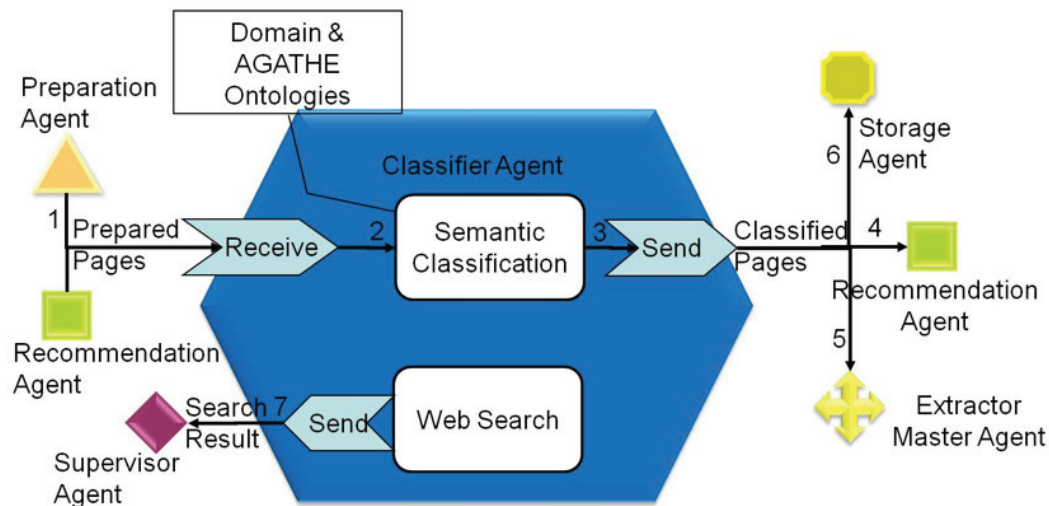 Domain &
AGATHE
Ontologies
Preparation
Agent
Classifier Agent
Storage
Agent
6
1
Prepared
Pages
Receive
2
Semantic
Classification
3
Send
Classified
Pages
4
Recommendation
Agent
5
Recommendation
Agent
Search 7
Result
Send
Web Search
Supervisor
Agent
Extractor
Master Agent